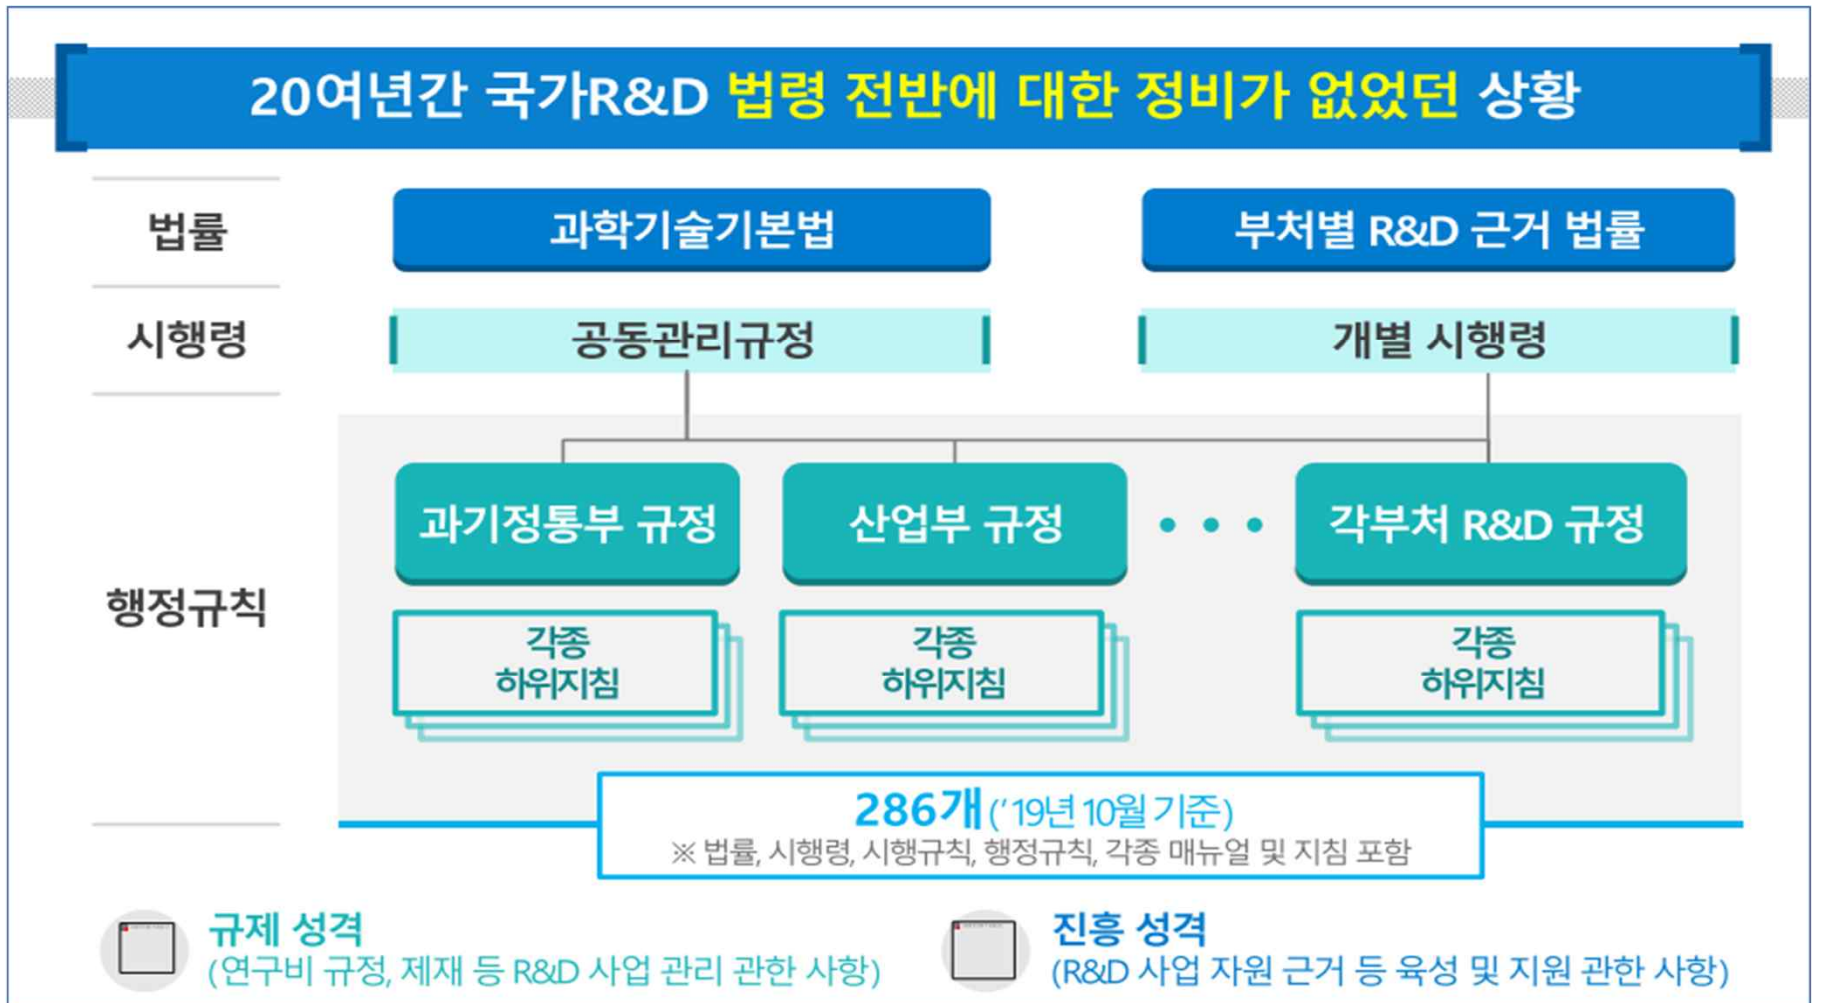 20여년간 국가R&D 법령 전반에 대한 정비가 없었던 상황
법률
과학기술기본법
부처별 R&D 근거 법률
시행령
공동관리규정
개별 시행령
행정규칙
과기정통부 규정
산업부 규정
• • •
각부처 R&D 규정
각종
하위지침
각종
하위지침
각종
하위지침
286개(’19년 10월 기준)
※ 법률, 시행령, 시행규칙, 행정규칙, 각종 매뉴얼 및 지침 포함
규제 성격
(연구비 규정, 제재 등 R&D 사업 관리 관한 사항)
진흥 성격
(R&D 사업 자원 근거 등 육성 및 지원 관한 사항)